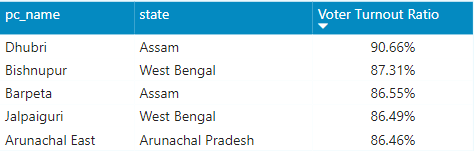 pc_name state Voter Turnout Ratio
Dhubri Assam 90.66%
Bishnupur West Bengal 87.31%
Barpeta Assam 86.55%
Jalpaiguri West Bengal 86.49%
Arunachal East Arunachal Pradesh 86.46%